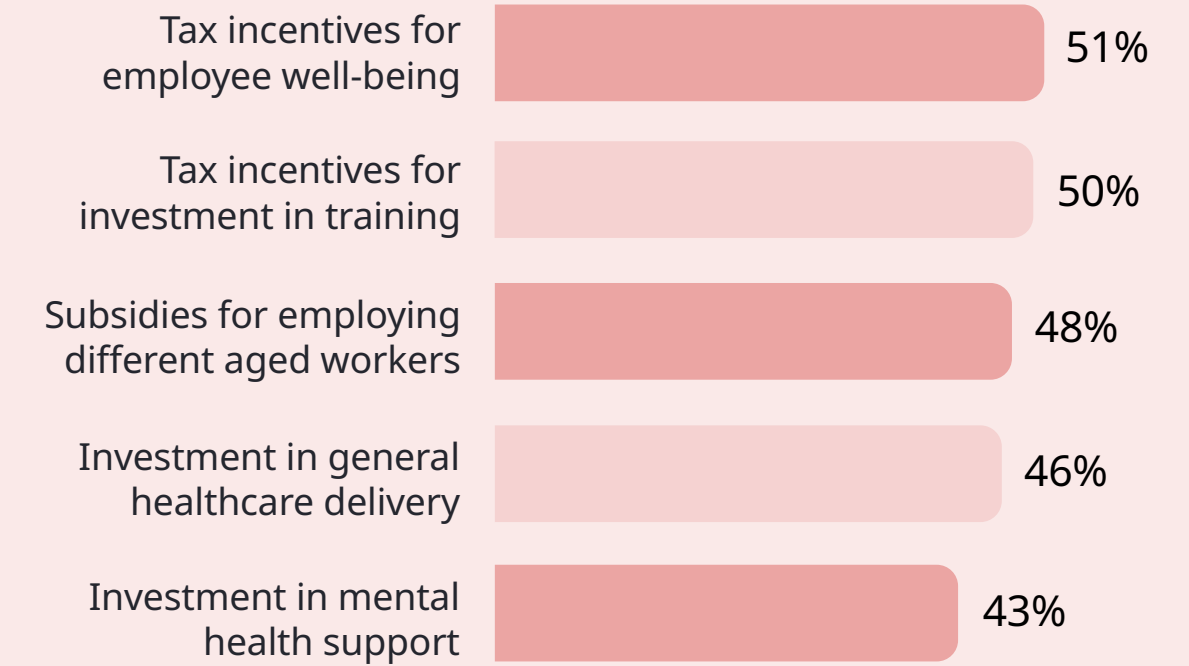 Tax incentives for
employee well-being
51%
Tax incentives for
investment in training
50%
Subsidies for employing
different aged workers
48%
Investment in general
healthcare delivery
46%
Investment in mental
health support
43%